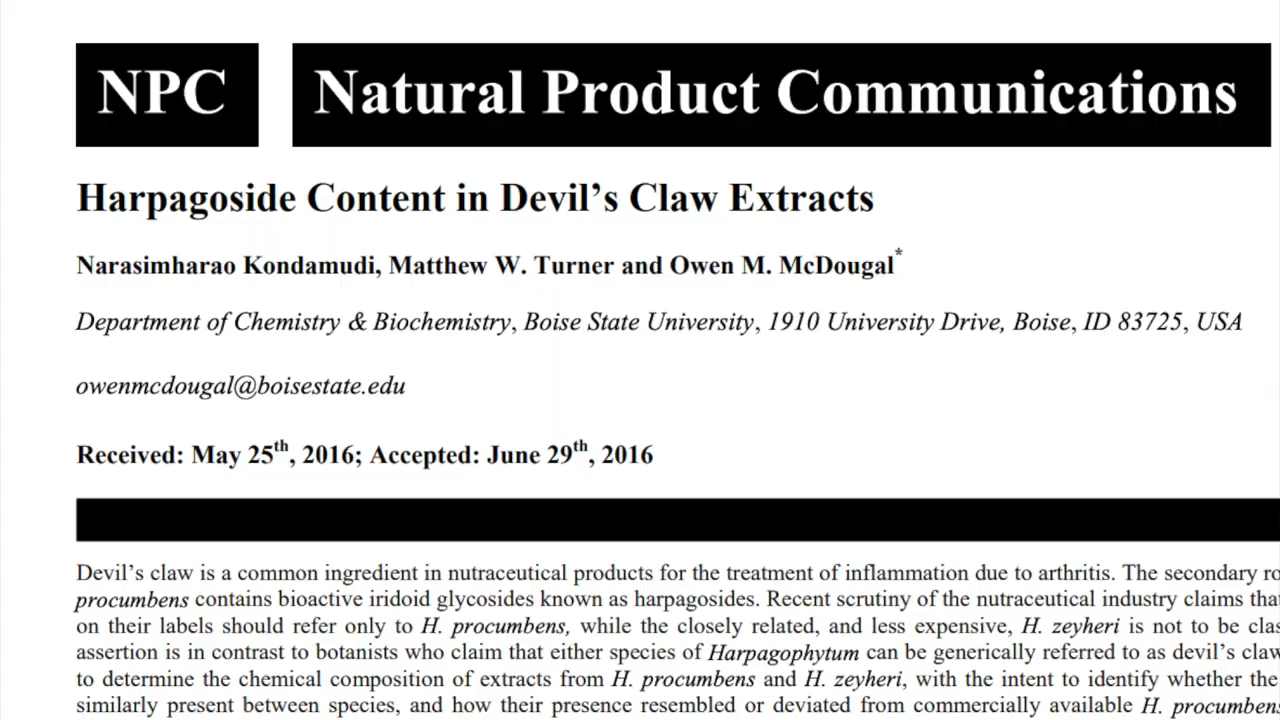 NPC Natural Product Communications
Harpagoside Content in Devil’s Claw Extracts
Narasimharao Kondamudi, Matthew W. Turner and Owen M. McDougal*
Department of Chemistry & Biochemistry, Boise State University, 1910 University Drive, Boise, ID 83725, USA
owenmcdougal@boisestate.edu
Received: May 25th, 2016; Accepted: June 29th, 2016
Devil’s claw is a common ingredient in nutraceutical products for the treatment of inflammation due to arthritis. The secondary
procumbens contains bioactive iridoid glycosides known as harpagosides. Recent scrutiny of the nutraceutical industry claims
on their labels should refer only to H. procumbens, while the closely related, and less expensive, H. zeyheri is not to be
assertion is in contrast to botanists who claim that either species of Harpagophytum can be generically referred to as devil’s claw
to determine the chemical composition of extracts from H. procumbens and H. zeyheri, with the intent to identify whether the
similarly present between species, and how their presence resembled or deviated from commercially available H.